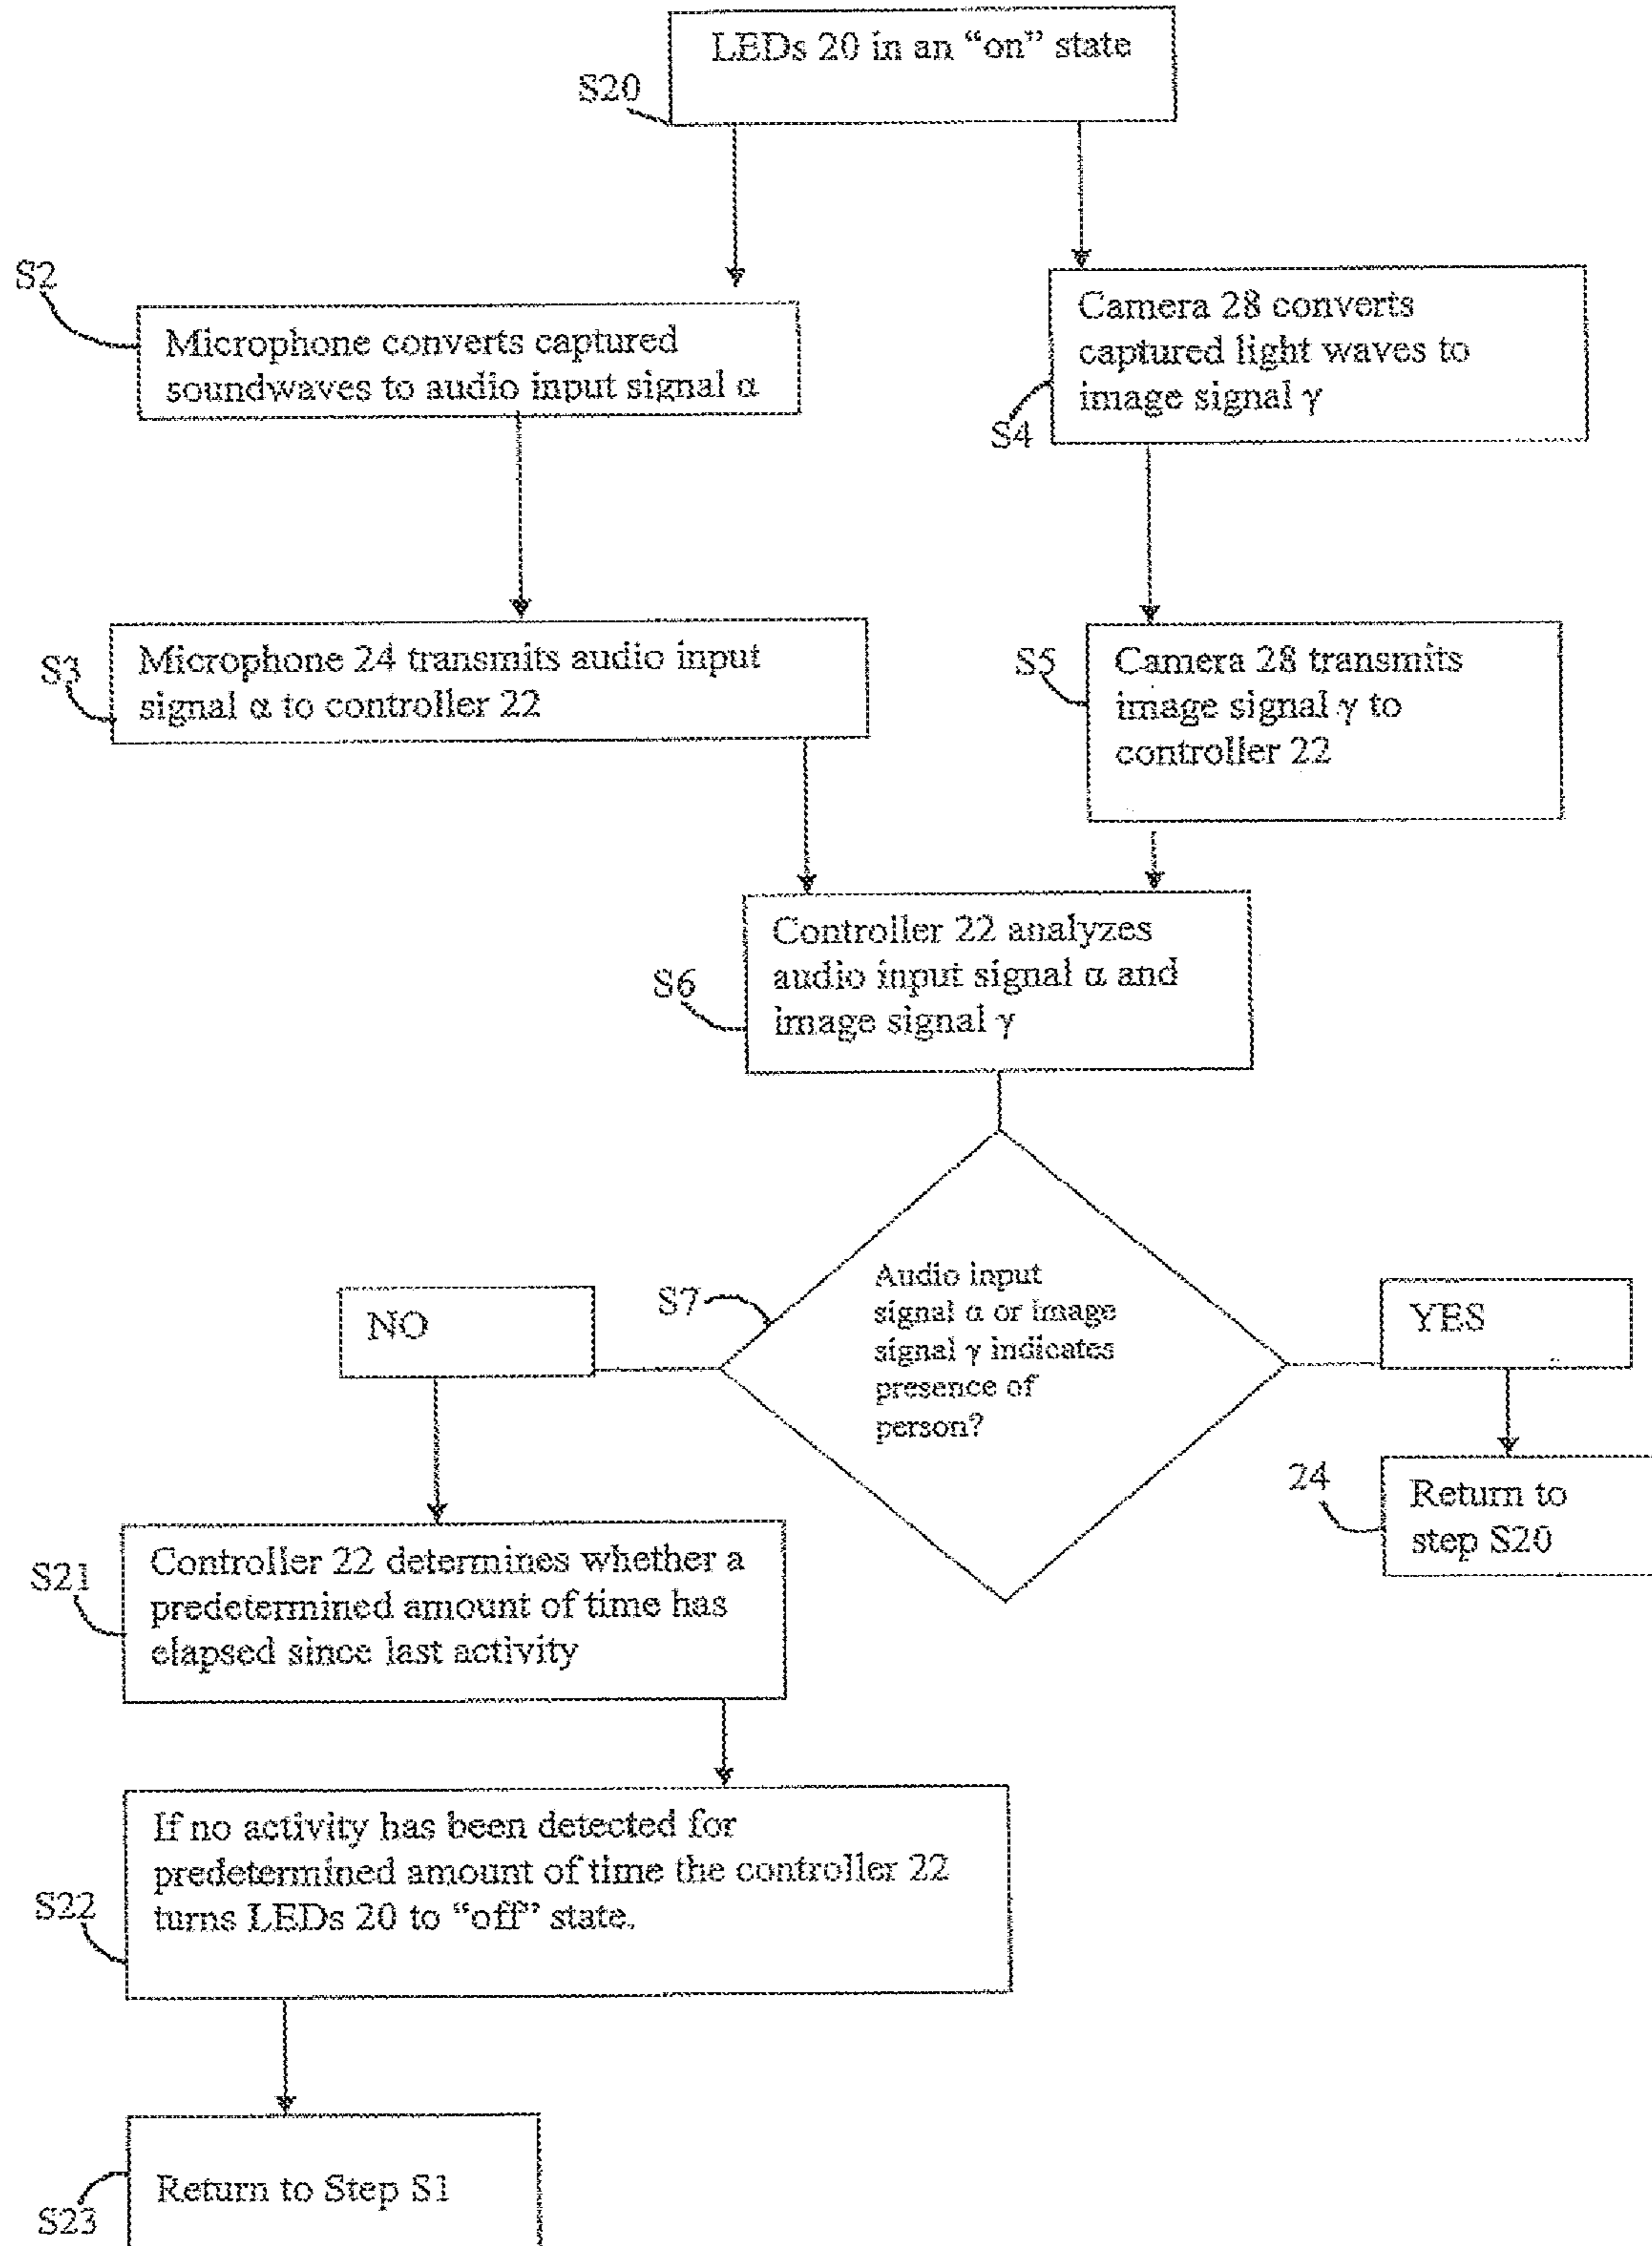 LEDs 20 in an “on” state
S20
S2
Microphone converts captured
soundwaves to audio input signal α
Camera 28 converts
captured light waves to
image signal γ
S4
S3
Microphone 24 transmits audio input
signal α to controller 22
S5
Camera 28 transmits
image signal γ to
controller 22
S6
Controller 22 analyzes
audio input signal α and
image signal γ
S7
Audio input
signal α or image
signal γ indicates
presence of
person?
NO
YES
24
Return to
step S20
S21
Controller 22 determines whether a
predetermined amount of time has
elapsed since last activity
S22
If no activity has been detected for
predetermined amount of time the controller 22
turns LEDs 20 to “off” state.
S23
Return to Step S1